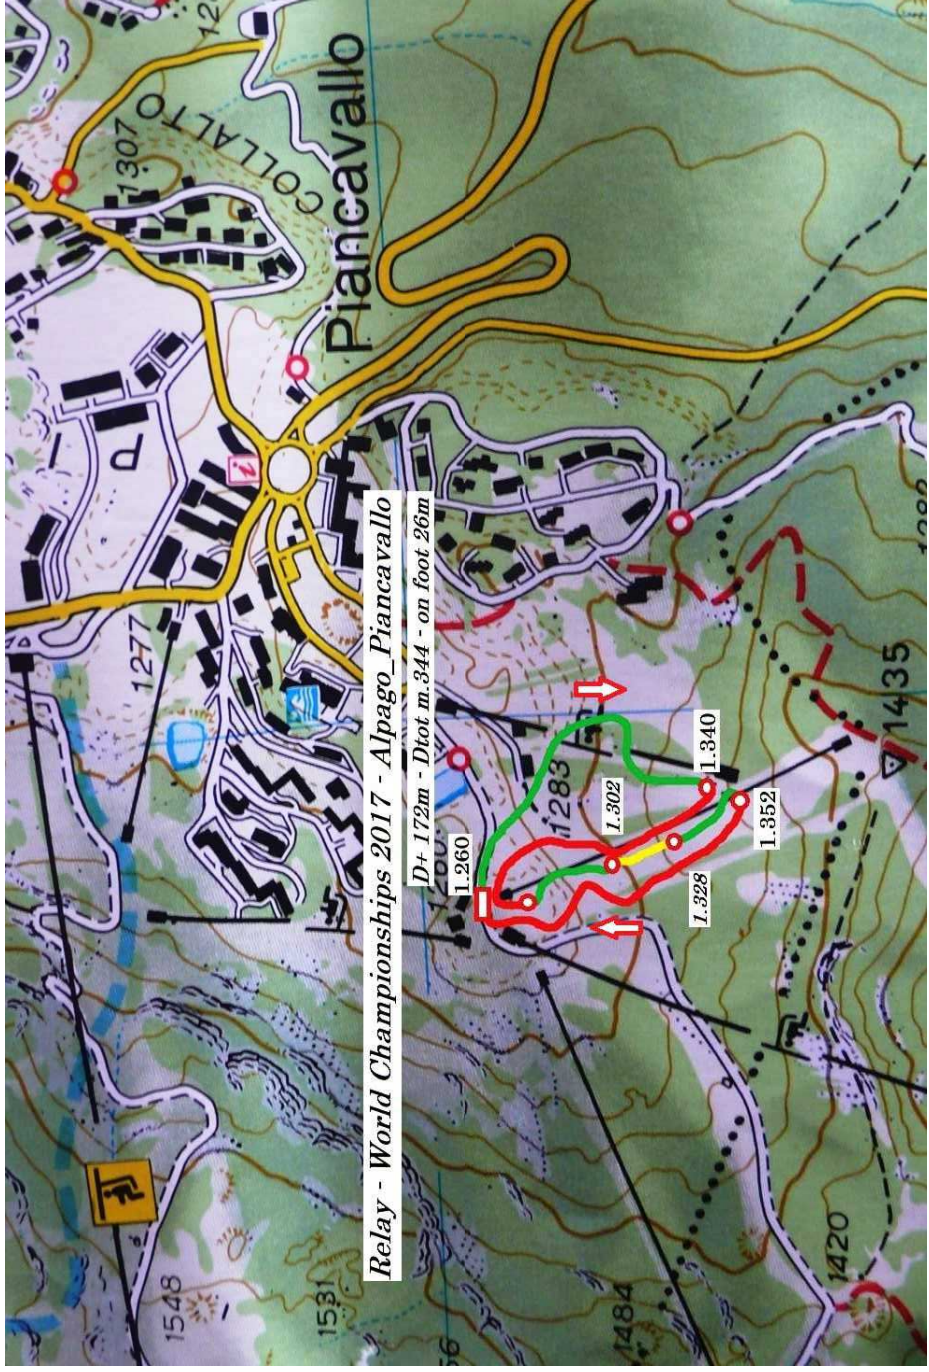 Relay - World Championships 2017 - Alpago_Piancavallo
D+ 172m - Dtot m.344 - on foot 26m
1.260
1.302
1.340
1.328
1.352
Piancavallo
COLLALTO
1307
P
i
1277
1283
1435
1420
1484
1531
1548